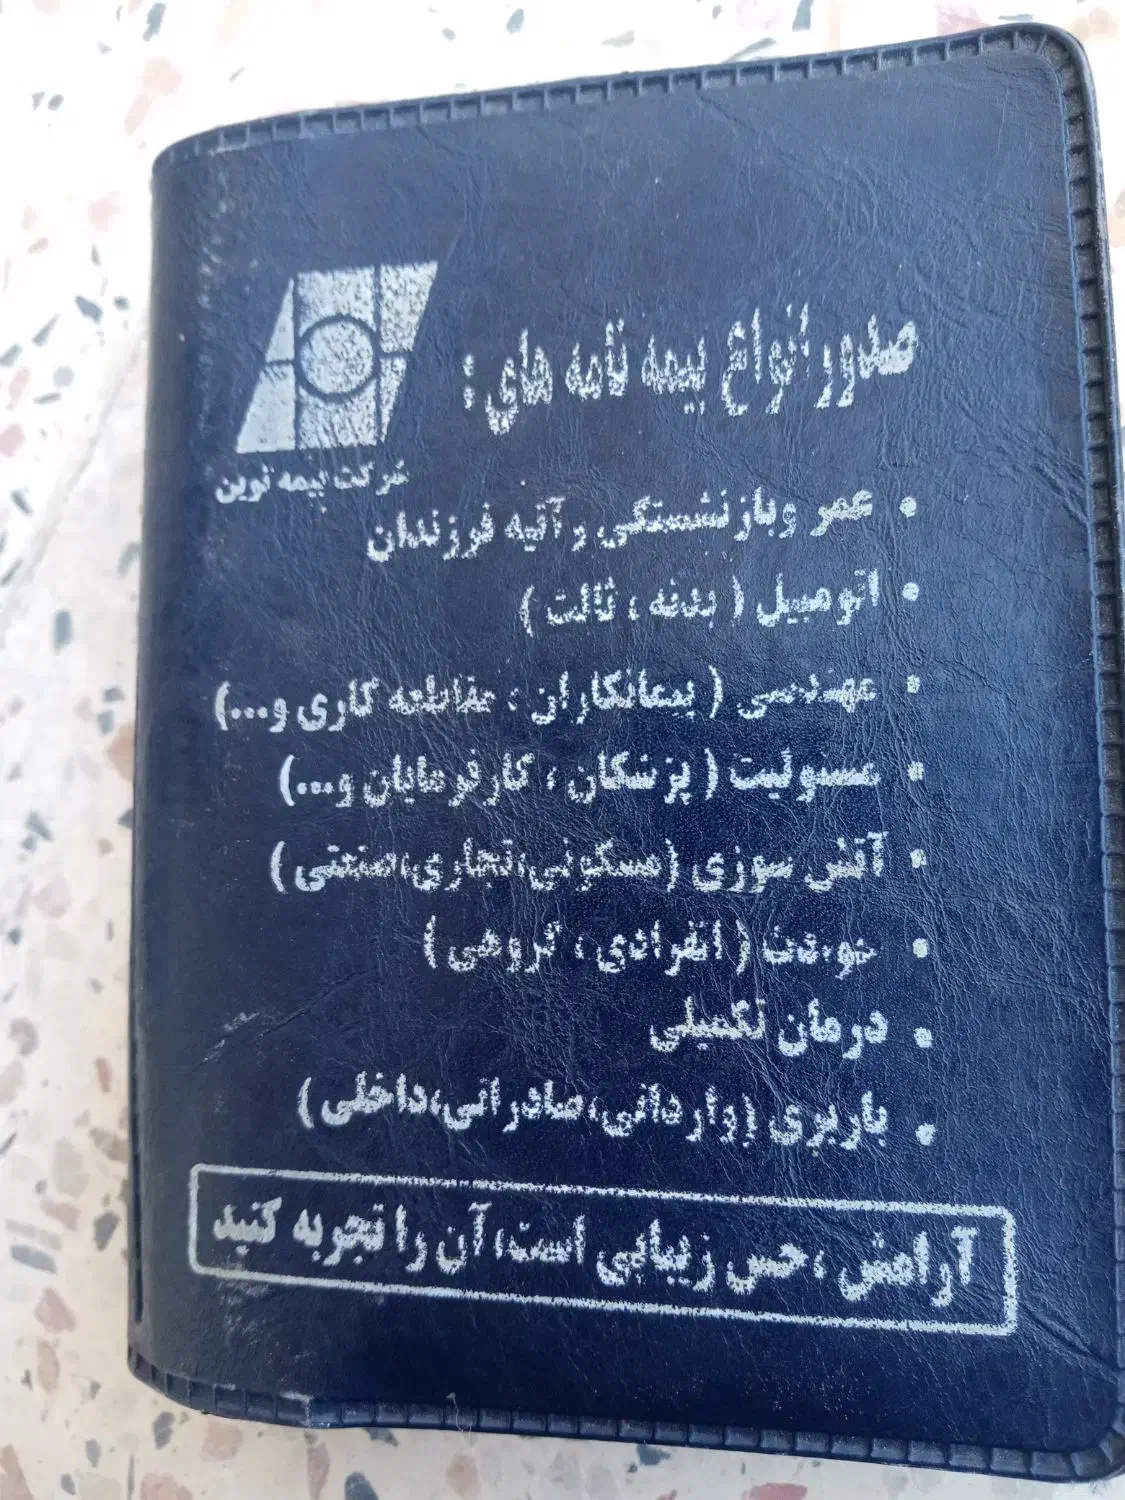 شرکت بیمه نوین
صدور انواع بیمه نامه های :
• عمر و بازنشستگی و آتیه فرزندان
• اتومبیل ( بدنه ، ثالث )
• مهندسی ( پیمانکاران ، مقاطعه کاری و...)
• مسولیت ( پزشکان ، کارفرمایان و...)
• آتش سوزی (مسکونی،تجاری،صنعتی )
• حوادث ( انفرادی ، گروهی )
• درمان تکمیلی
• باربری (وارداتی،صادراتی،داخلی )
آرامش ،حس زیبایی است،آن را تجربه کنید